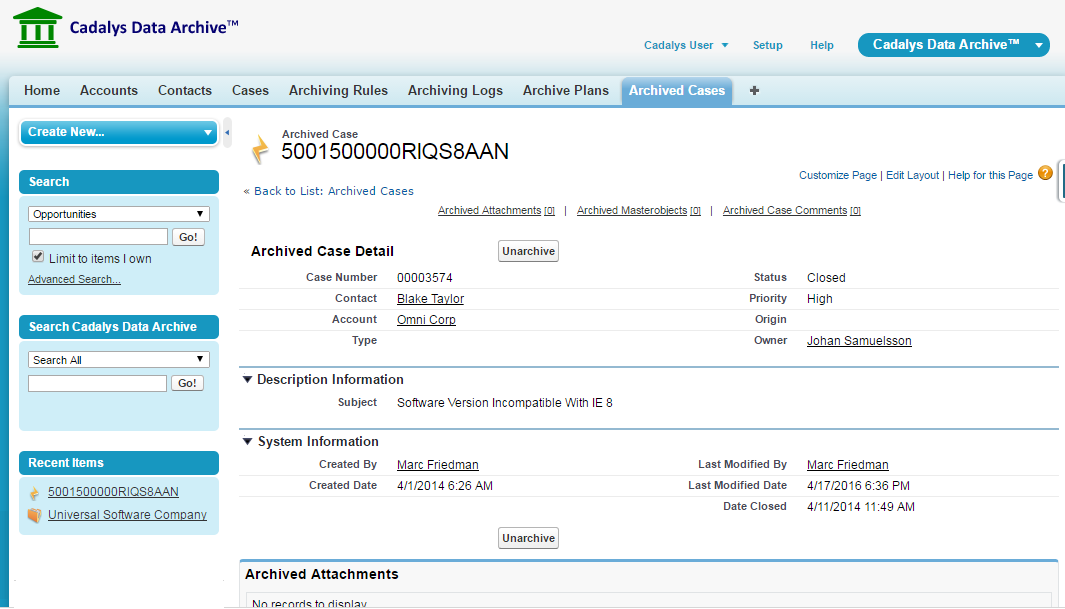 Cadalys Data Archive™
Cadalys User Setup Help Cadalys Data Archive™
Home Accounts Contacts Cases Archiving Rules Archiving Logs Archive Plans Archived Cases
Create New...
Archived Case
5001500000RIQS8AAN
Customize Page | Edit Layout | Help for this Page ?
« Back to List: Archived Cases
Archived Attachments [0] | Archived Masterobjects [0] | Archived Case Comments [0]
Search
Opportunities
Go!
Limit to items I own
Advanced Search...
Search Cadalys Data Archive
Search All
Go!
Recent Items
5001500000RIQS8AAN
Universal Software Company
Archived Case Detail Unarchive
Case Number 00003574 Status Closed
Contact Blake Taylor Priority High
Account Omni Corp Origin
Type Owner Johan Samuelsson
Description Information
Subject Software Version Incompatible With IE 8
System Information
Created By Marc Friedman Last Modified By Marc Friedman
Created Date 4/1/2014 6:26 AM Last Modified Date 4/17/2016 6:36 PM
Date Closed 4/11/2014 11:49 AM
Unarchive
Archived Attachments
No records to display